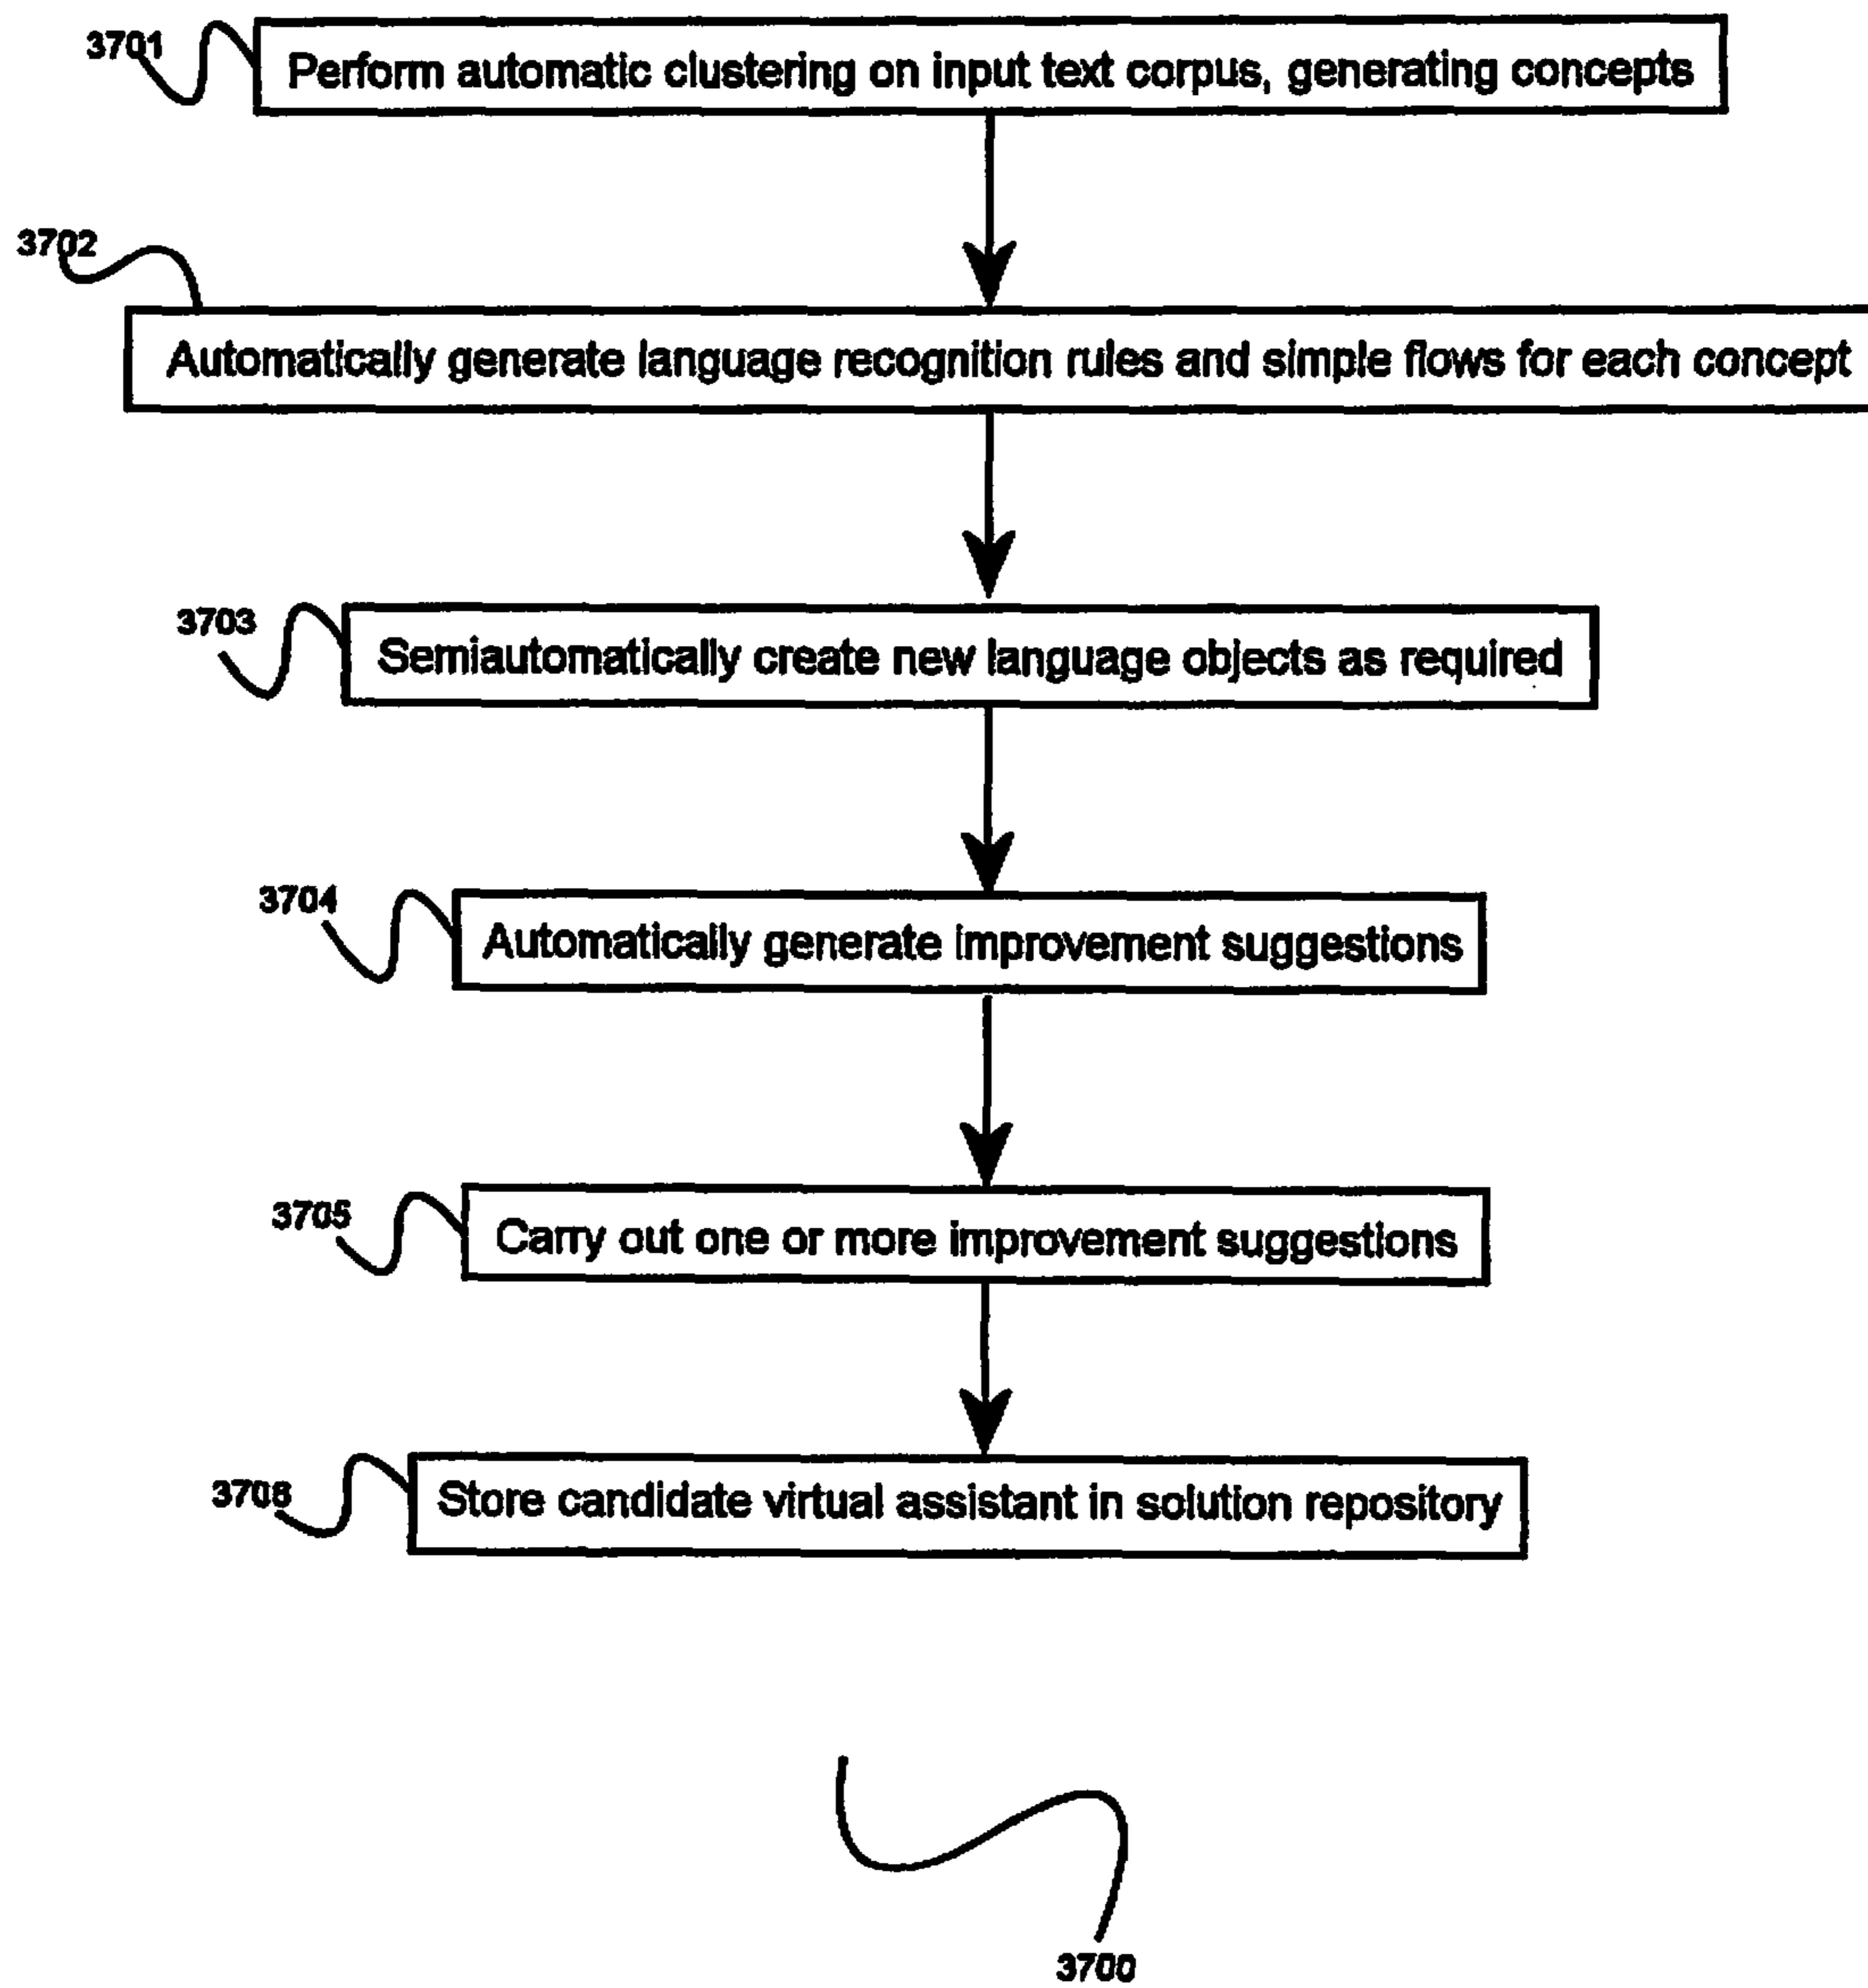 3701
Perform automatic clustering on input text corpus, generating concepts
3702
Automatically generate language recognition rules and simple flows for each concept
3703
Semiautomatically create new language objects as required
3704
Automatically generate improvement suggestions
3705
Carry out one or more improvement suggestions
3706
Store candidate virtual assistant in solution repository
3700